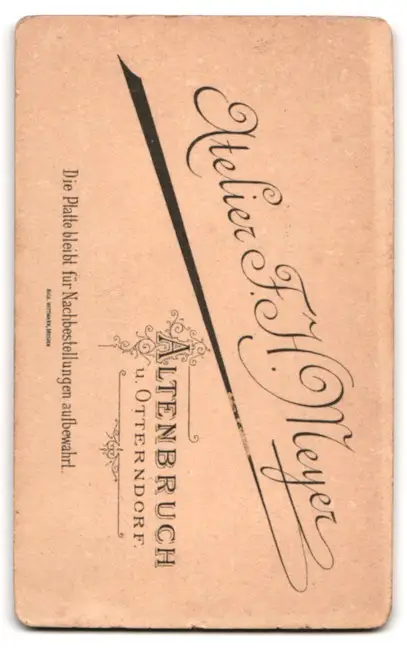 Atelier F. H. Meyer
ALTENBRUCH
u. OTTERNDORF.
Die Platte bleibt für Nachbestellungen aufbewahrt.